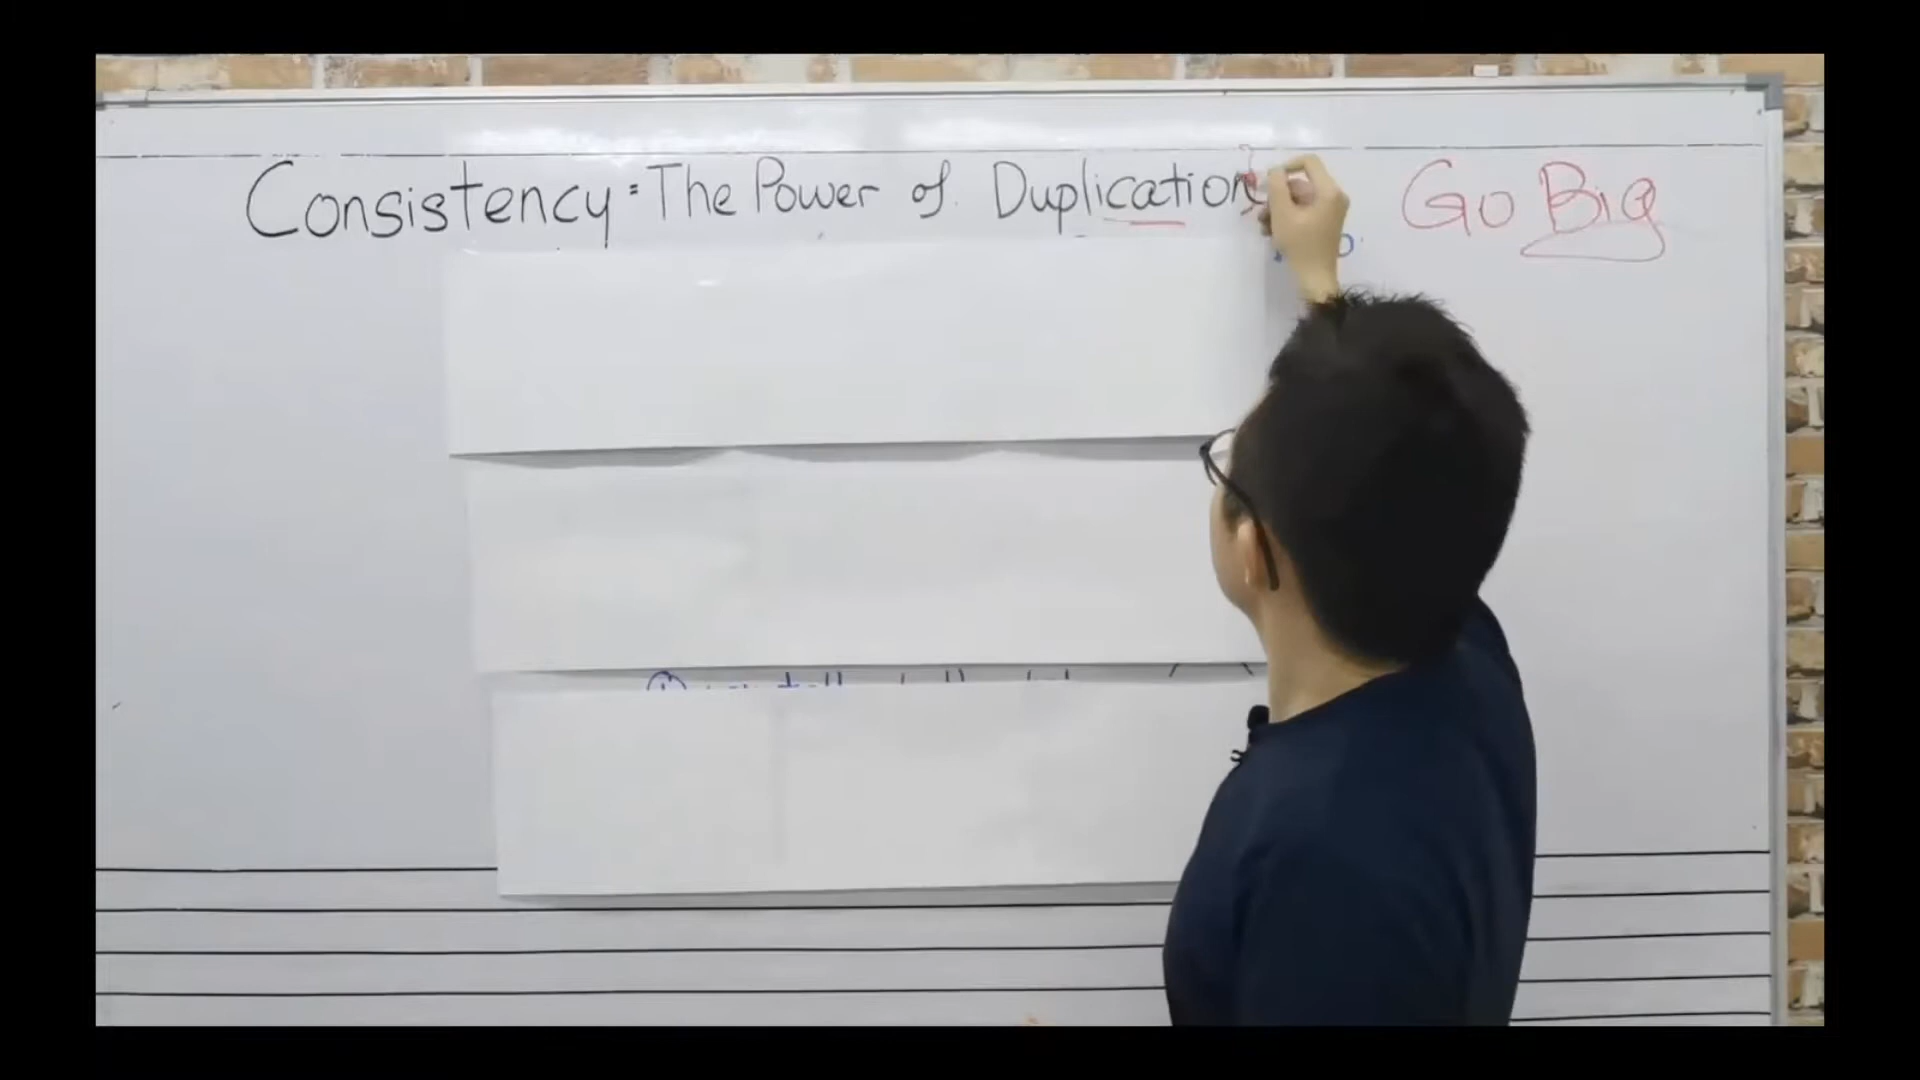 Consistency = The Power of Duplication
Go Big